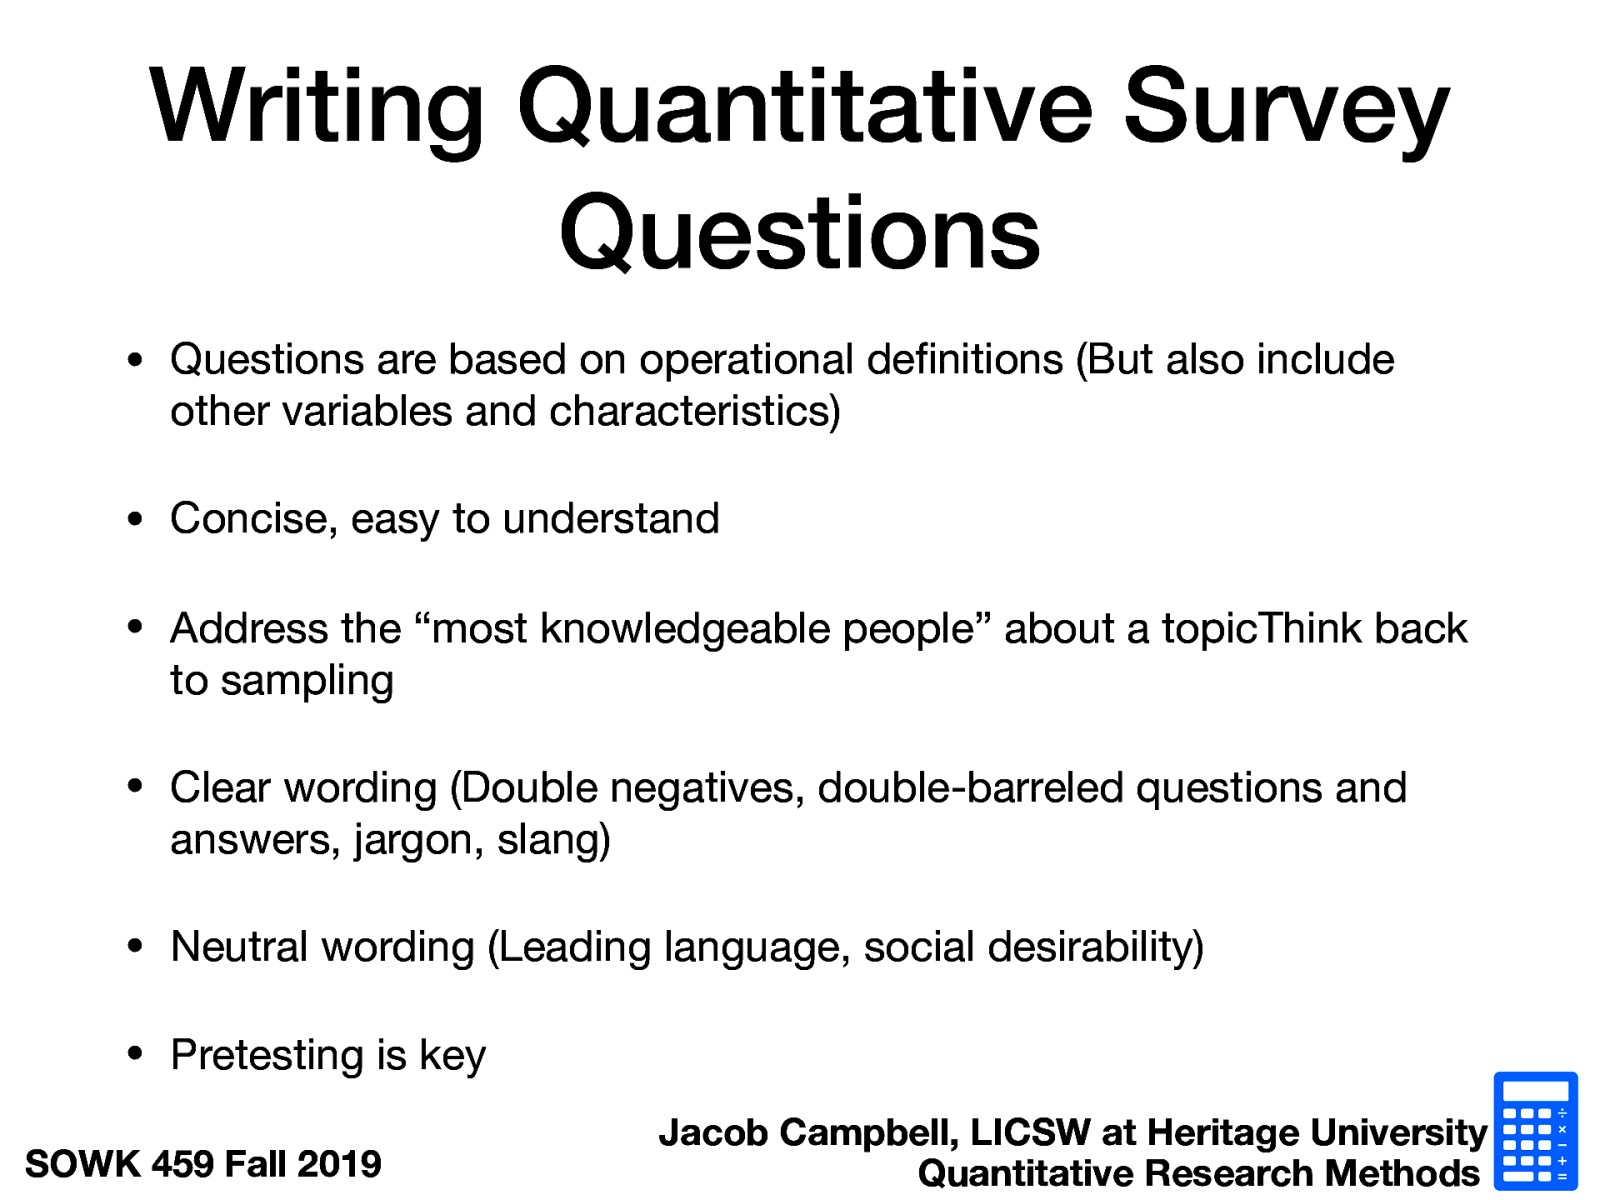 Writing Quantitative Survey
Questions
• Questions are based on operational definitions (But also include
other variables and characteristics)
• Concise, easy to understand
• Address the “most knowledgeable people” about a topicThink back
to sampling
• Clear wording (Double negatives, double-barreled questions and
answers, jargon, slang)
• Neutral wording (Leading language, social desirability)
• Pretesting is key
SOWK 459 Fall 2019
Jacob Campbell, LICSW at Heritage University
Quantitative Research Methods
÷
×
−
+
=